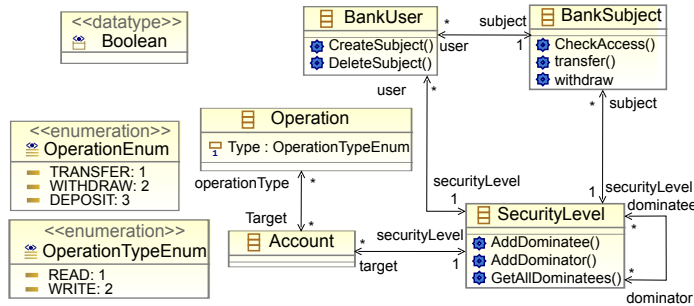 <<datatype>>
Boolean
BankUser
CreateSubject()
DeleteSubject()
*
subject
user
1
BankSubject
CheckAccess()
transfer()
withdraw
user
*
*
subject
Operation
1
Type : OperationTypeEnum
<<enumeration>>
OperationEnum
TRANSFER: 1
WITHDRAW: 2
DEPOSIT: 3
operationType
*
Target
*
securityLevel
1
1
securityLevel
dominatee
<<enumeration>>
OperationTypeEnum
READ: 1
WRITE: 2
Account
*
securityLevel
target
1
SecurityLevel
AddDominatee()
AddDominator()
GetAllDominatees()
*
*
dominator